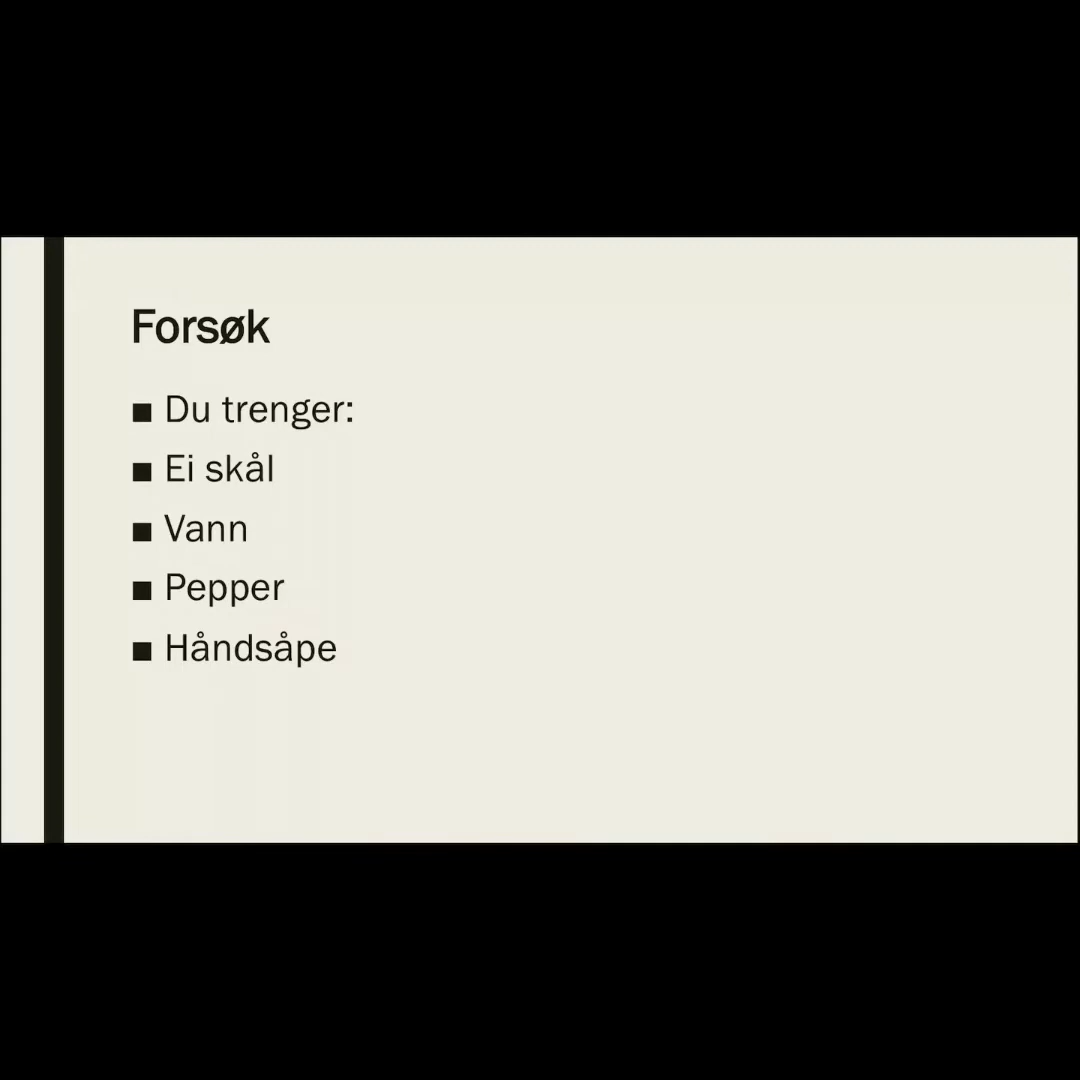 Forsøk
■ Du trenger:
■ Ei skål
■ Vann
■ Pepper
■ Håndsåpe